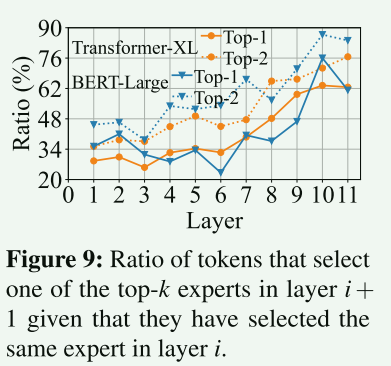 90
76
62
48
34
20
Ratio (%)
Transformer-XL
Top-1
Top-2
BERT-Large
Top-1
Top-2
0 1 2 3 4 5 6 7 8 9 10 11
Layer
Figure 9: Ratio of tokens that select
one of the top-k experts in layer i +
1 given that they have selected the
same expert in layer i.